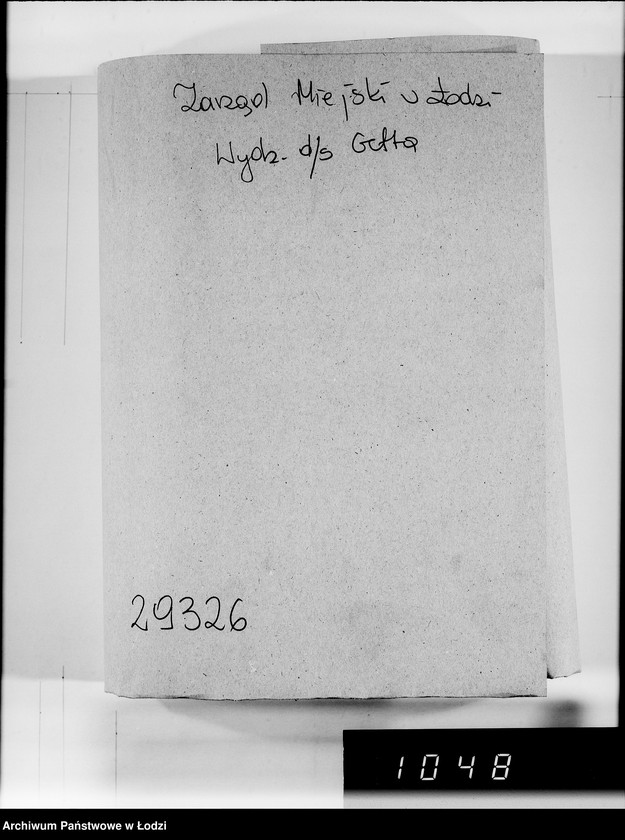 Zarząd Miejski w Łodzi
Wydz. d/s Getta
29326
1048
Archiwum Państwowe w Łodzi